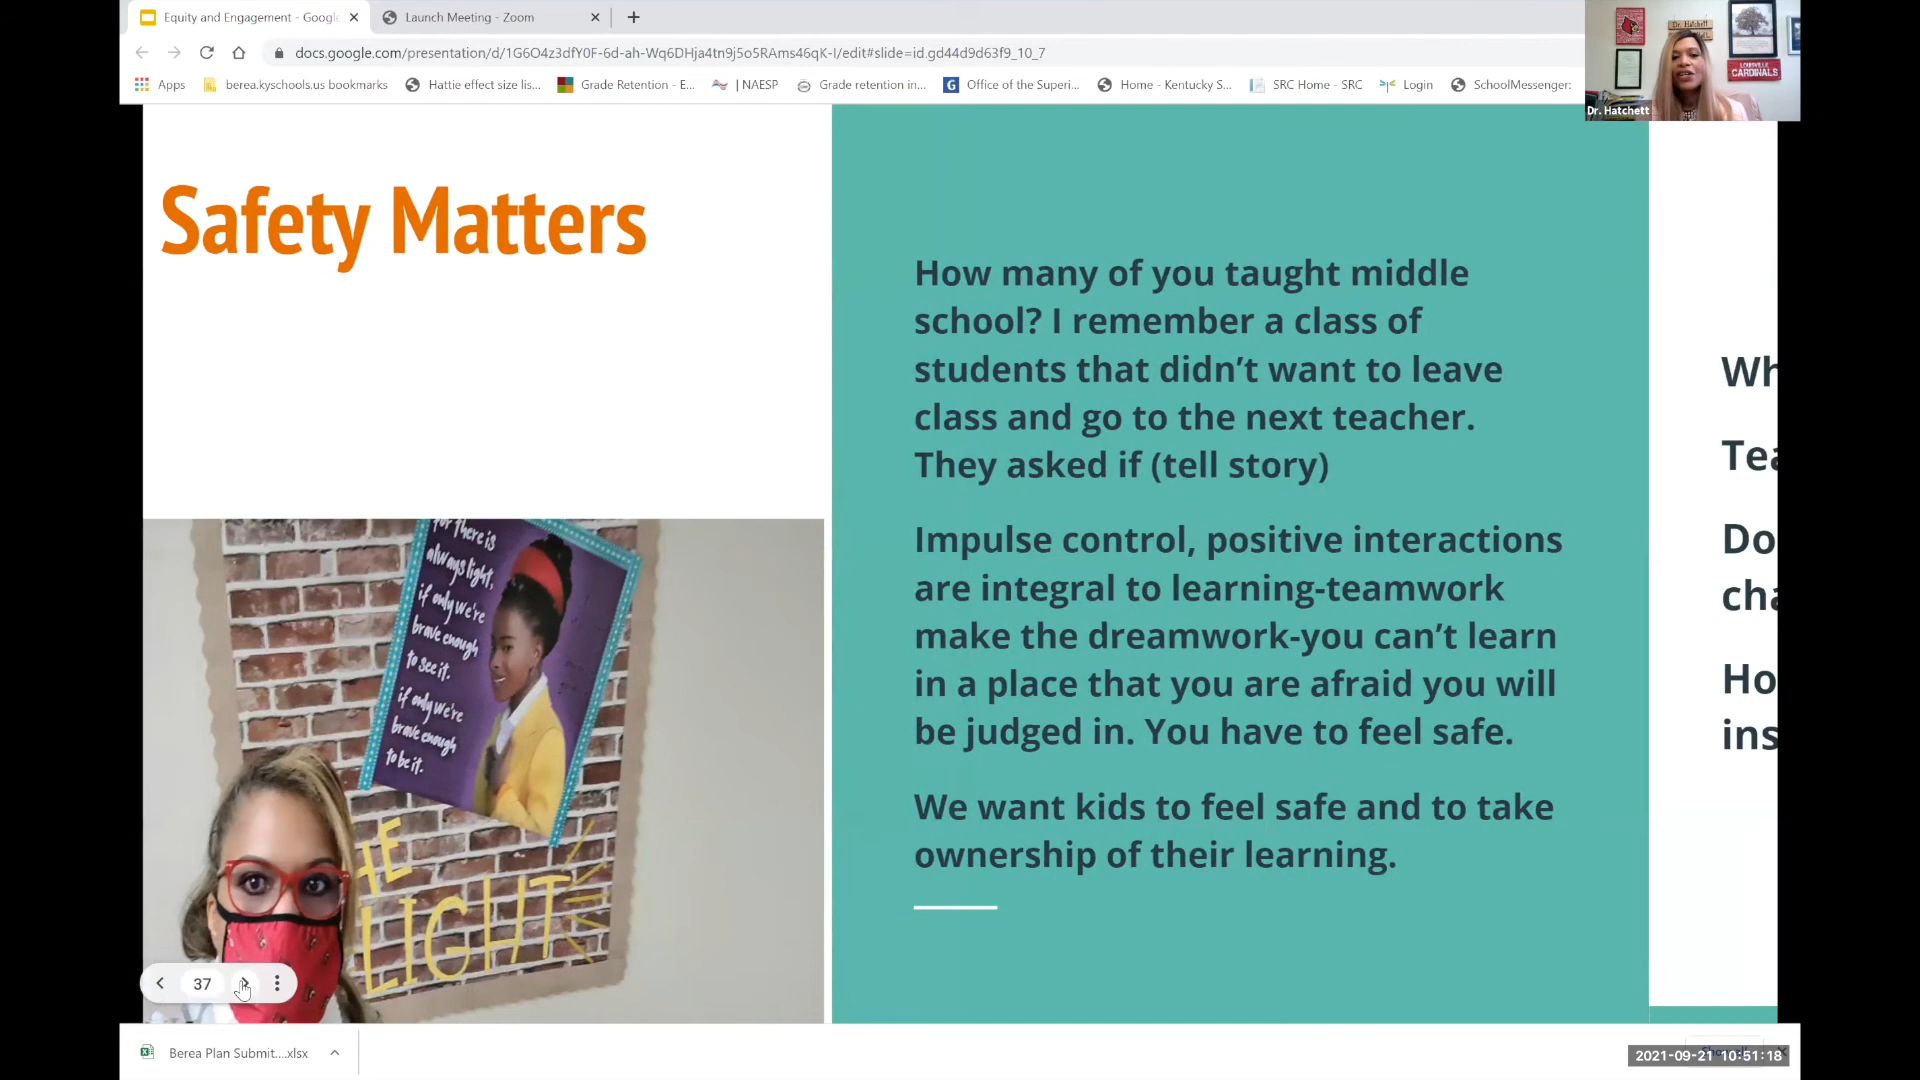 Equity and Engagement - Google
Launch Meeting - Zoom
docs.google.com/presentation/d/1G6O4z3dfY0F-6d-ah-Wq6DHja4tn9j5o5RAms46qK-I/edit#slide=id.gd44d9d63f9_10_7
Apps
berea.kyschools.us bookmarks
Hattie effect size lis...
Grade Retention - E...
| NAESP
Grade retention in...
Office of the Superi...
Home - Kentucky S...
SRC Home - SRC
Login
SchoolMessenger:
Dr. Hatchett
LOUISVILLE
CARDINALS
Dr. Hatchett
Safety Matters
How many of you taught middle
school? I remember a class of
students that didn’t want to leave
class and go to the next teacher.
They asked if (tell story)
Impulse control, positive interactions
are integral to learning-teamwork
make the dreamwork-you can’t learn
in a place that you are afraid you will
be judged in. You have to feel safe.
We want kids to feel safe and to take
ownership of their learning.
Wh
Tea
Do
cha
Ho
ins
for there is
always light,
if only we're
brave enough
to see it.
if only we're
brave enough
to be it.
HE
LIGHT
37
Berea Plan Submit....xlsx
2021-09-21 10:51:18